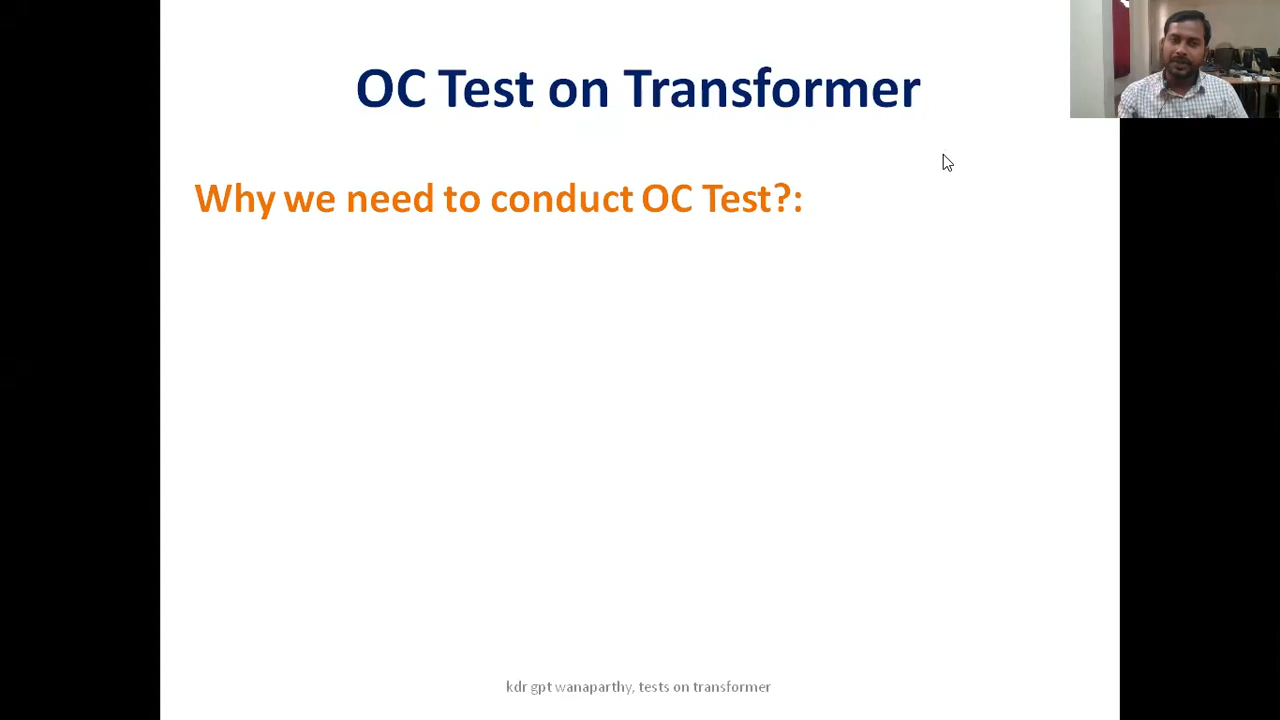 OC Test on Transformer
Why we need to conduct OC Test?:
kdr gpt wanaparthy, tests on transformer